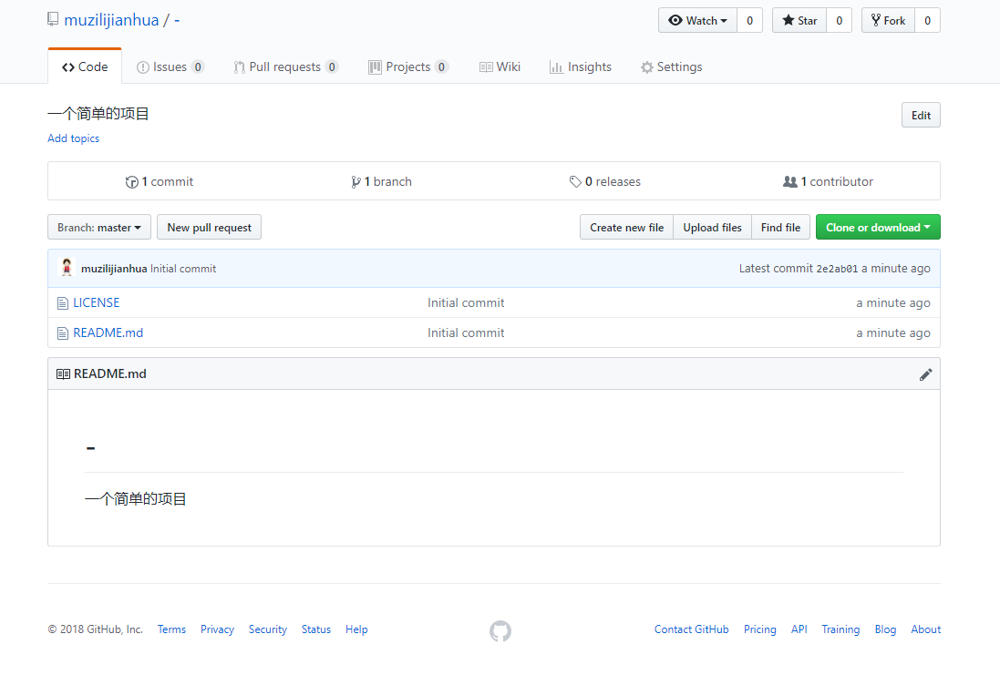 muzilijianhua / -
Watch 0 Star 0 Fork 0
Code Issues 0 Pull requests 0 Projects 0 Wiki Insights Settings
一个简单的项目
Edit
Add topics
1 commit 1 branch 0 releases 1 contributor
Branch: master New pull request Create new file Upload files Find file Clone or download
muzilijianhua Initial commit Latest commit 2e2ab01 a minute ago
LICENSE Initial commit a minute ago
README.md Initial commit a minute ago
README.md
-
一个简单的项目
© 2018 GitHub, Inc. Terms Privacy Security Status Help Contact GitHub Pricing API Training Blog About